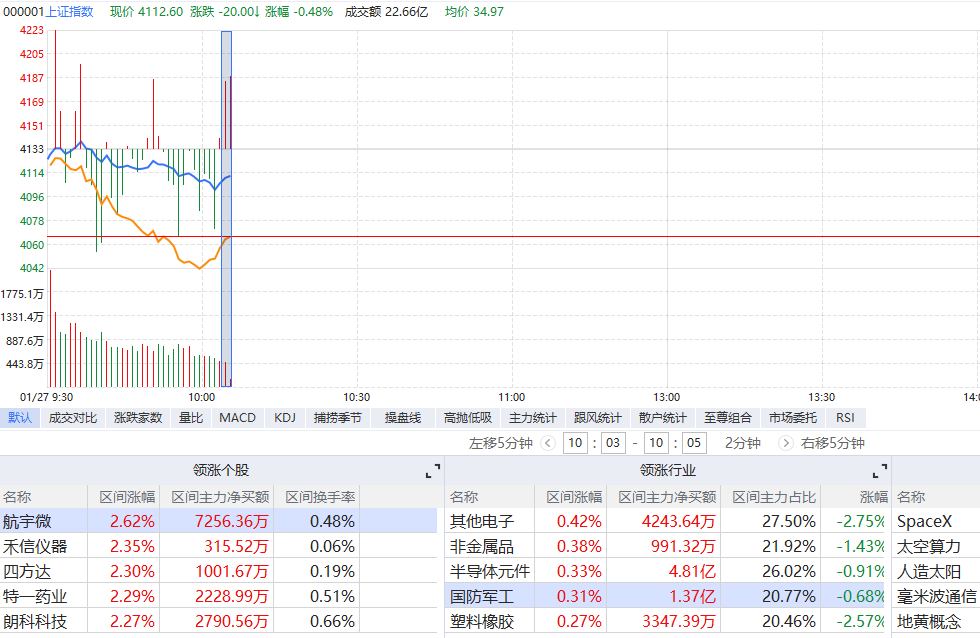 000001上证指数 现价 4112.60 涨跌 -20.00↓ 涨幅 -0.48% 成交额 22.66亿 均价 34.97
4223
4205
4187
4169
4151
4133
4114
4096
4078
4060
4042
1775.1万
1331.4万
887.6万
443.8万
01/27 9:30 10:00 10:30 11:00 13:00 13:30 14:0
默认 成交对比 涨跌家数 量比 MACD KDJ 捕捞季节 操盘线 高抛低吸 主力统计 跟风统计 散户统计 至尊组合 市场委托 RSI
左移5分钟 10 : 03 - 10 : 05 2分钟 右移5分钟
领涨个股 领涨行业
名称 区间涨幅 区间主力净买额 区间换手率 名称 区间涨幅 区间主力净买额 区间主力占比 涨幅 名称
航宇微 2.62% 7256.36万 0.48% 其他电子 0.42% 4243.64万 27.50% -2.75% SpaceX
禾信仪器 2.35% 315.52万 0.06% 非金属品 0.38% 991.32万 21.92% -1.43% 太空算力
四方达 2.30% 1001.67万 0.19% 半导体元件 0.33% 4.81亿 26.02% -0.91% 人造太阳
特一药业 2.29% 2228.99万 0.51% 国防军工 0.31% 1.37亿 20.77% -0.68% 毫米波通信
朗科科技 2.27% 2790.56万 0.66% 塑料橡胶 0.27% 3347.39万 20.46% -2.57% 地黄概念